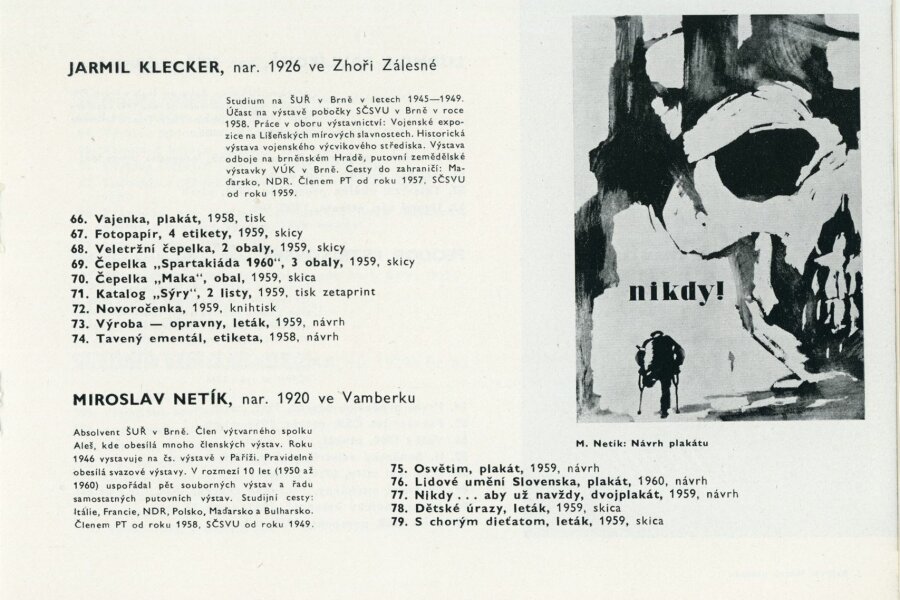 JARMIL KLECKER, nar. 1926 ve Zhoři Zálesné
Studium na ŠUŘ v Brně v letech 1945—1949.
Účast na výstavě pobočky SČSVU v Brně v roce
1958. Práce v oboru výstavnictví: Vojenské expo-
zice na Líšeňských mírových slavnostech. Historická
výstava vojenského výcvikového střediska. Výstava
odboje na brněnském Hradě, putovní zemědělské
výstavky VÚK v Brně. Cesty do zahraničí: Ma-
ďarsko, NDR. Členem PT od roku 1957, SČSVU
od roku 1959.
66. Vajenka, plakát, 1958, tisk
67. Fotopapír, 4 etikety, 1959, skicy
68. Veletržní čepelka, 2 obaly, 1959, skicy
69. Čepelka „Spartakiáda 1960", 3 obaly, 1959, skicy
70. Čepelka „Maka", obal, 1959, skica
71. Katalog „Sýry", 2 listy, 1959, tisk zetaprint
72. Novoročenka, 1959, knihtisk
73. Výroba — opravny, leták, 1959, návrh
74. Tavený ementál, etiketa, 1958, návrh
MIROSLAV NETÍK, nar. 1920 ve Vamberku
Absolvent ŠUŘ v Brně. Člen výtvarného spolku
Aleš, kde obesílá mnoho členských výstav. Roku
1946 vystavuje na čs. výstavě v Paříži. Pravidelně
obesílá svazové výstavy. V rozmezí 10 let (1950 až
1960) uspořádal pět souborných výstav a řadu
samostatných putovních výstav. Studijní cesty:
Itálie, Francie, NDR, Polsko, Maďarsko a Bulharsko.
Členem PT od roku 1958, SČSVU od roku 1949.
nikdy!
M. Netík: Návrh plakátu
75. Osvětim, plakát, 1959, návrh
76. Lidové umění Slovenska, plakát, 1960, návrh
77. Nikdy . . . aby už navždy, dvojplakát, 1959, návrh
78. Dětské úrazy, leták, 1959, skica
79. S chorým dieťatom, leták, 1959, skica